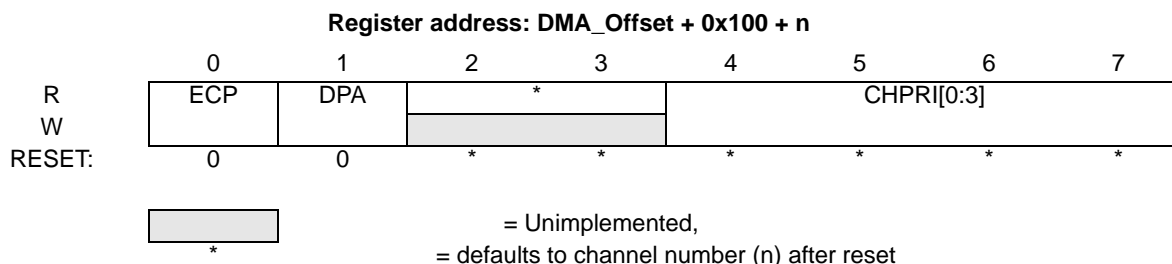 Register address: DMA_Offset + 0x100 + n
0 1 2 3 4 5 6 7
R ECP DPA * CHPRI[0:3]
W
RESET: 0 0 * * * * * *
= Unimplemented,
* = defaults to channel number (n) after reset